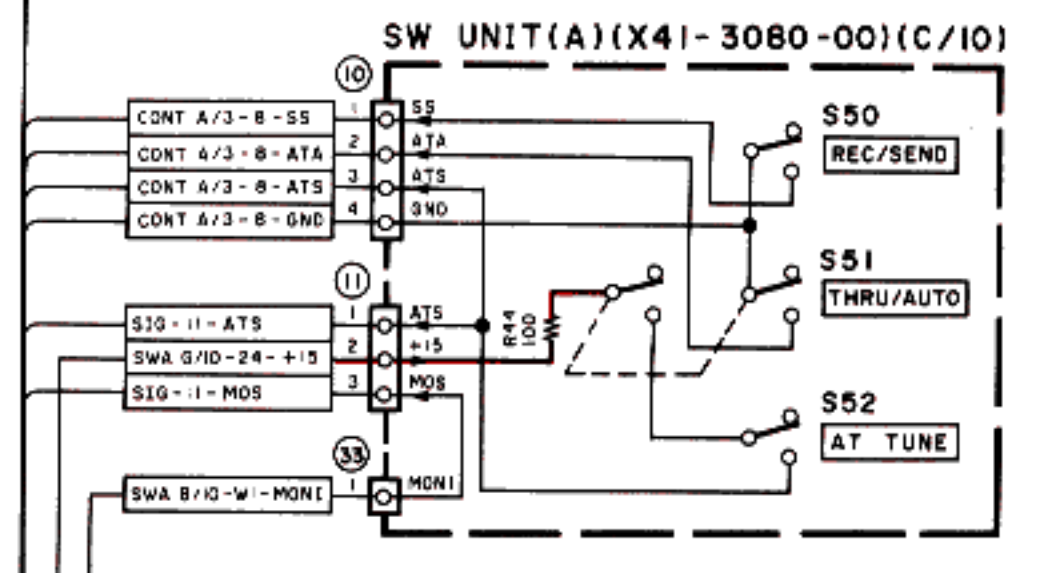 SW UNIT(A)(X41-3080-00)(C/10)
10
CONT A/3-8-SS
1
SS
CONT A/3-8-ATA
2
ATA
CONT A/3-8-ATS
3
ATS
CONT A/3-8-GND
4
GND
S50
REC/SEND
11
SIG-11-ATS
1
ATS
SWA G/10-24-+15
2
+15
SIG-11-MOS
3
MOS
R44
100
S51
THRU/AUTO
S52
AT TUNE
33
SWA B/10-W1-MONI
1
MONI